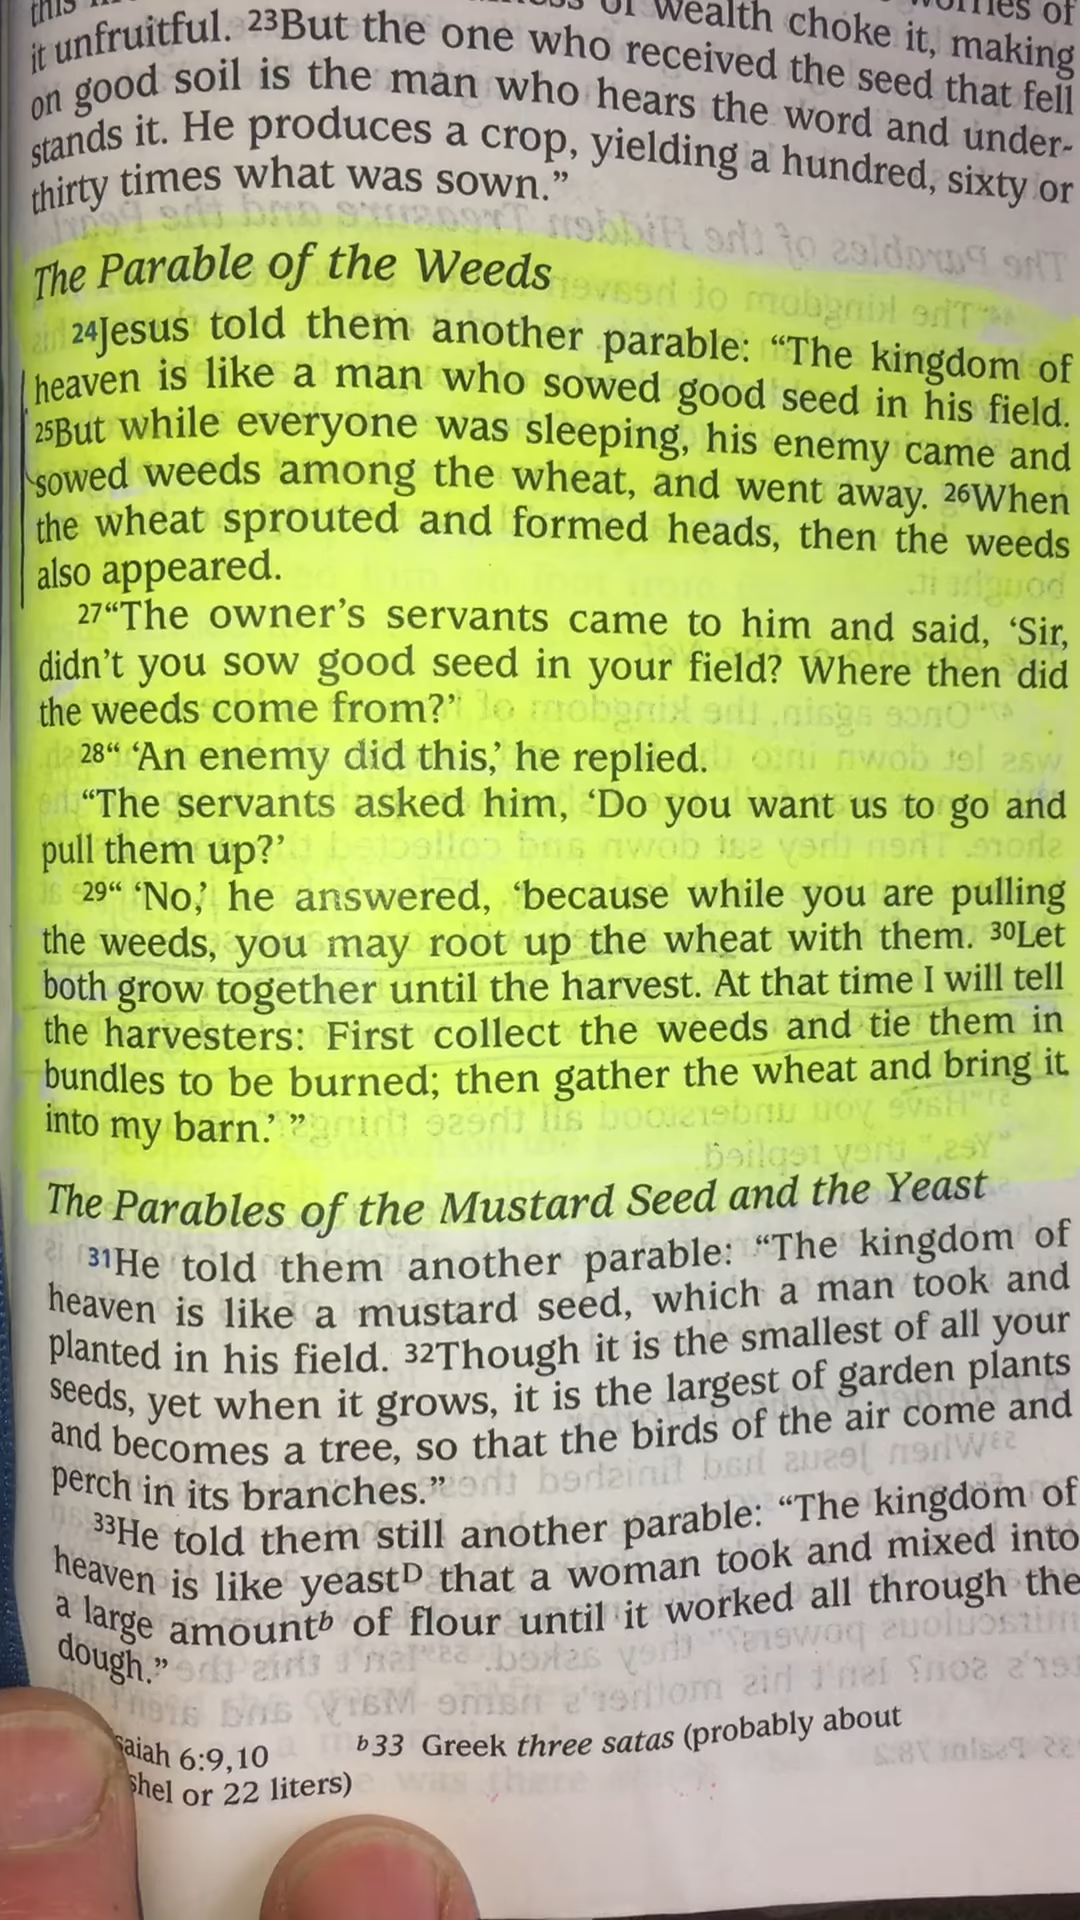 this
of wealth choke it, making
it unfruitful. 23But the one who received the seed that fell
on good soil is the man who hears the word and under-
stands it. He produces a crop, yielding a hundred, sixty or
thirty times what was sown.”
The Parable of the Weeds
24Jesus told them another parable: “The kingdom of
heaven is like a man who sowed good seed in his field.
25But while everyone was sleeping, his enemy came and
sowed weeds among the wheat, and went away. 26When
the wheat sprouted and formed heads, then the weeds
also appeared.
27“The owner’s servants came to him and said, ‘Sir,
didn’t you sow good seed in your field? Where then did
the weeds come from?’
28“ ‘An enemy did this,’ he replied.
“The servants asked him, ‘Do you want us to go and
pull them up?’
29“ ‘No,’ he answered, ‘because while you are pulling
the weeds, you may root up the wheat with them. 30Let
both grow together until the harvest. At that time I will tell
the harvesters: First collect the weeds and tie them in
bundles to be burned; then gather the wheat and bring it
into my barn.’ ”
The Parables of the Mustard Seed and the Yeast
31He told them another parable: “The kingdom of
heaven is like a mustard seed, which a man took and
planted in his field. 32Though it is the smallest of all your
seeds, yet when it grows, it is the largest of garden plants
and becomes a tree, so that the birds of the air come and
perch in its branches.”
33He told them still another parable: “The kingdom of
heaven is like yeastD that a woman took and mixed into
a large amountb of flour until it worked all through the
dough.”
aiah 6:9,10 b33 Greek three satas (probably about
shel or 22 liters)